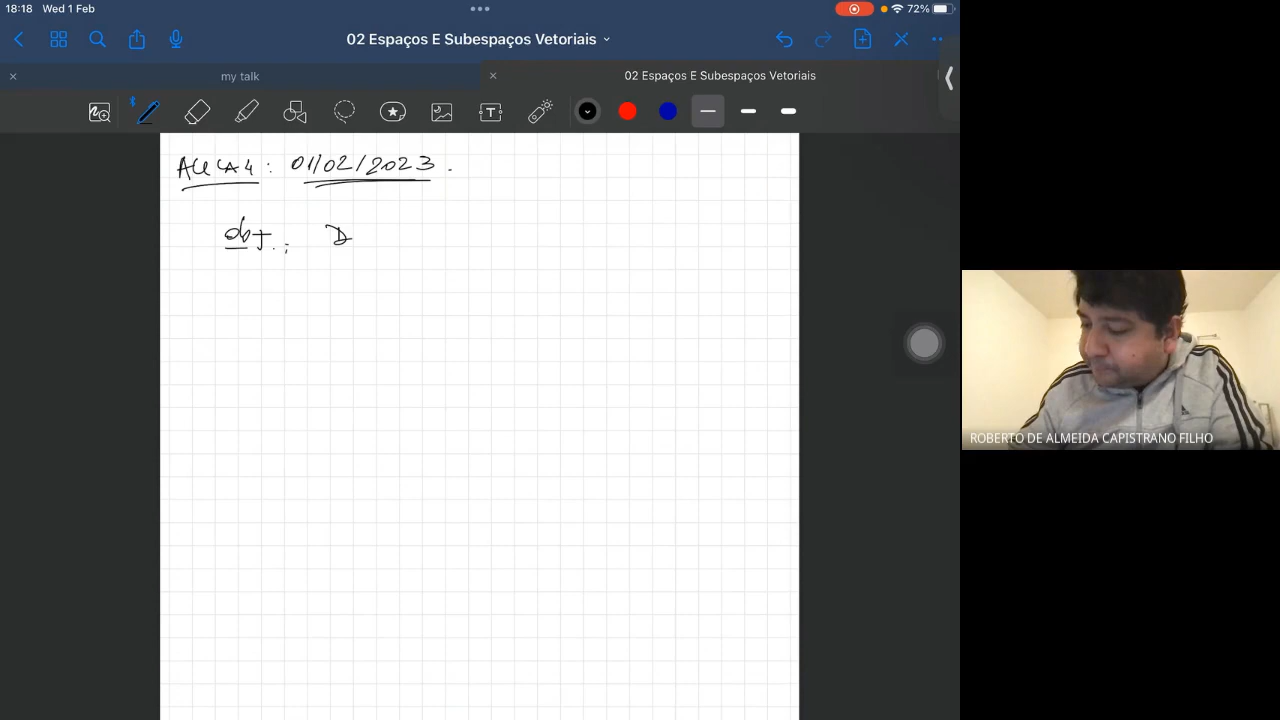 18:18 Wed 1 Feb 72%
02 Espaços E Subespaços Vetoriais
my talk 02 Espaços E Subespaços Vetoriais
AULA 4 : 01/02/2023 .
obj. : D
ROBERTO DE ALMEIDA CAPISTRANO FILHO